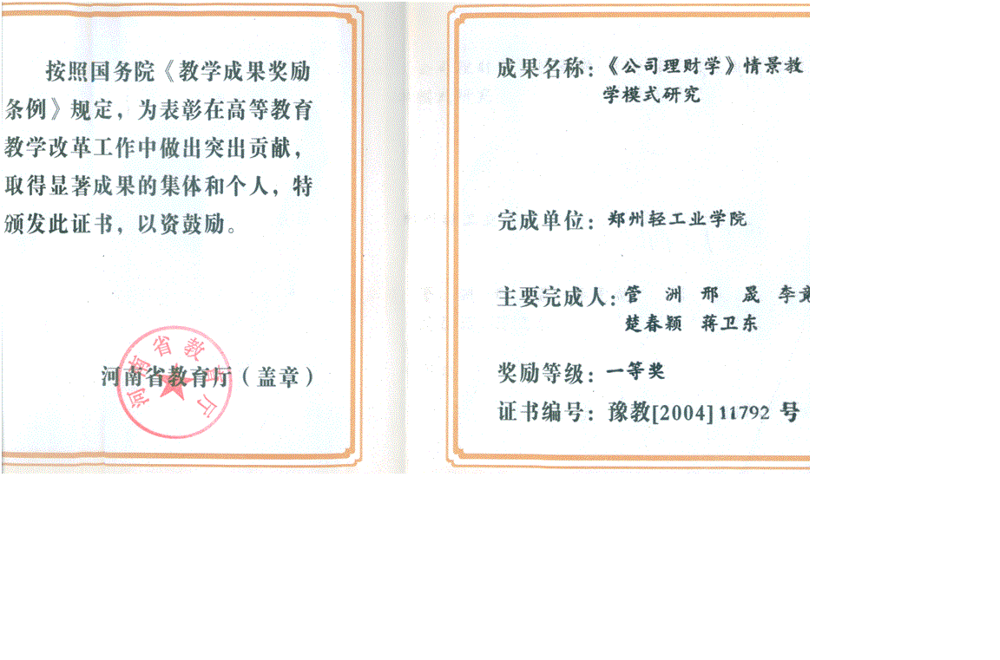 按照国务院《教学成果奖励
条例》规定，为表彰在高等教育
教学改革工作中做出突出贡献，
取得显著成果的集体和个人，特
颁发此证书，以资鼓励。
河南省教育厅（盖章）
河南省教育厅
成果名称：《公司理财学》情景教
学模式研究
完成单位：郑州轻工业学院
主要完成人：管 洲 邢 晟 李
楚春颖 蒋卫东
奖励等级：一等奖
证书编号：豫教[2004]11792 号